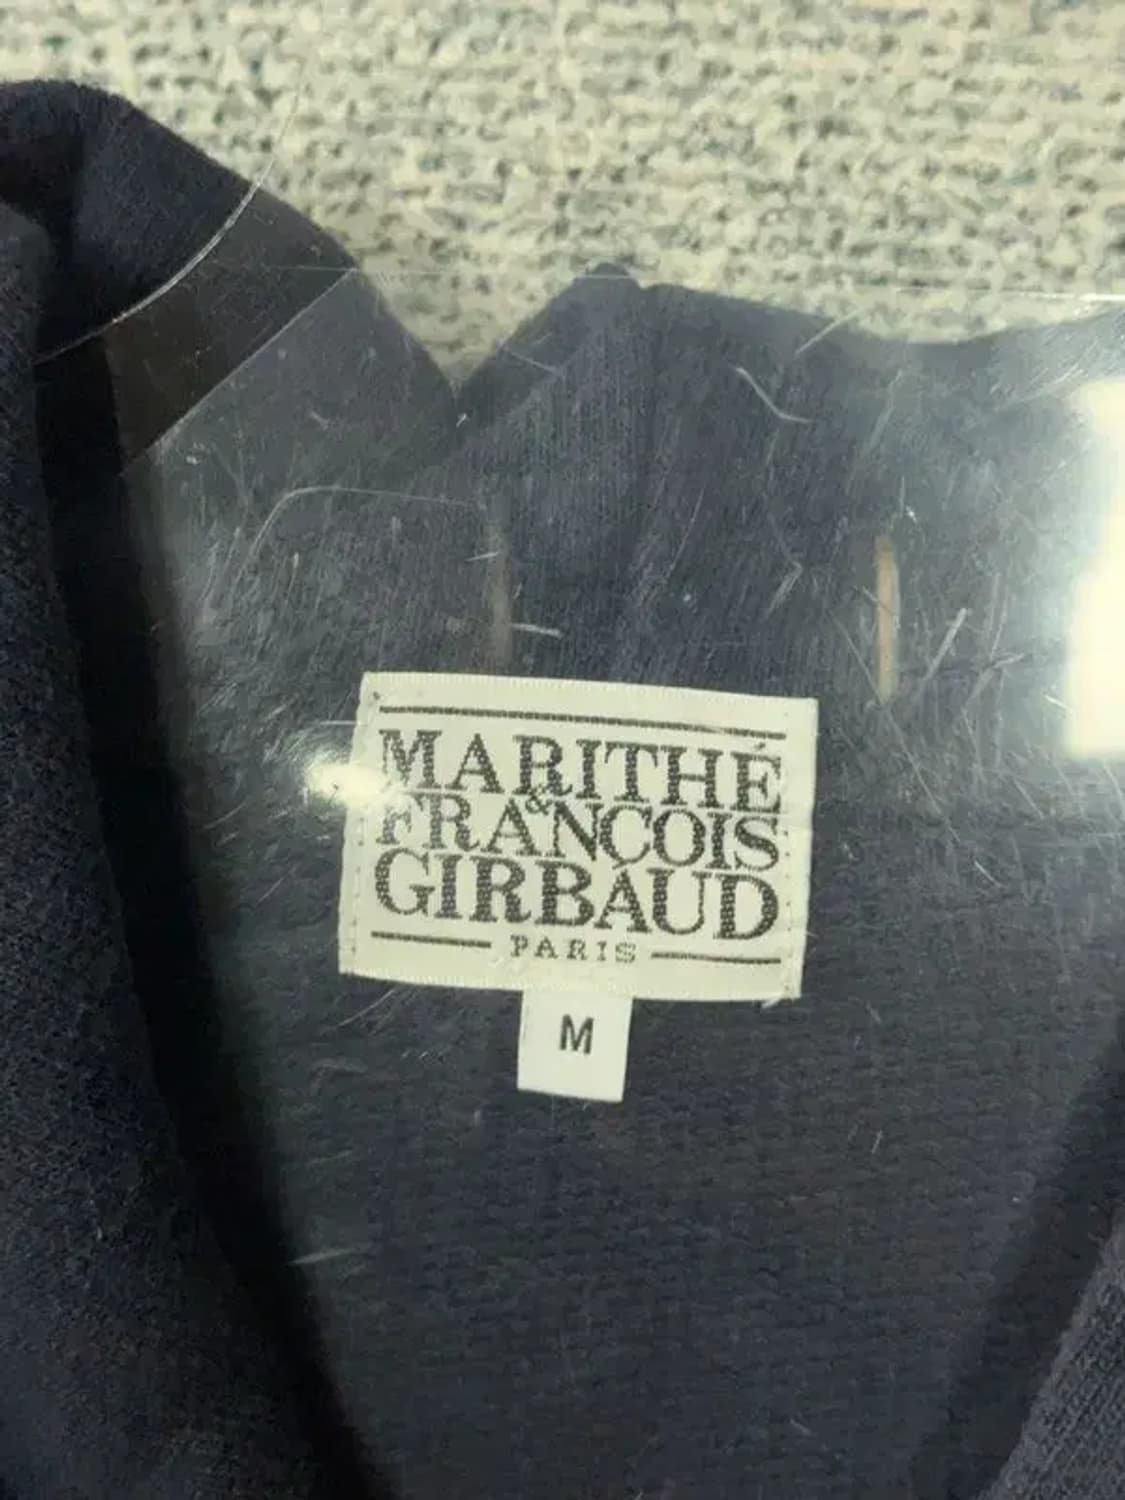 MARITHÉ
&
FRANÇOIS
GIRBAUD
PARIS
M